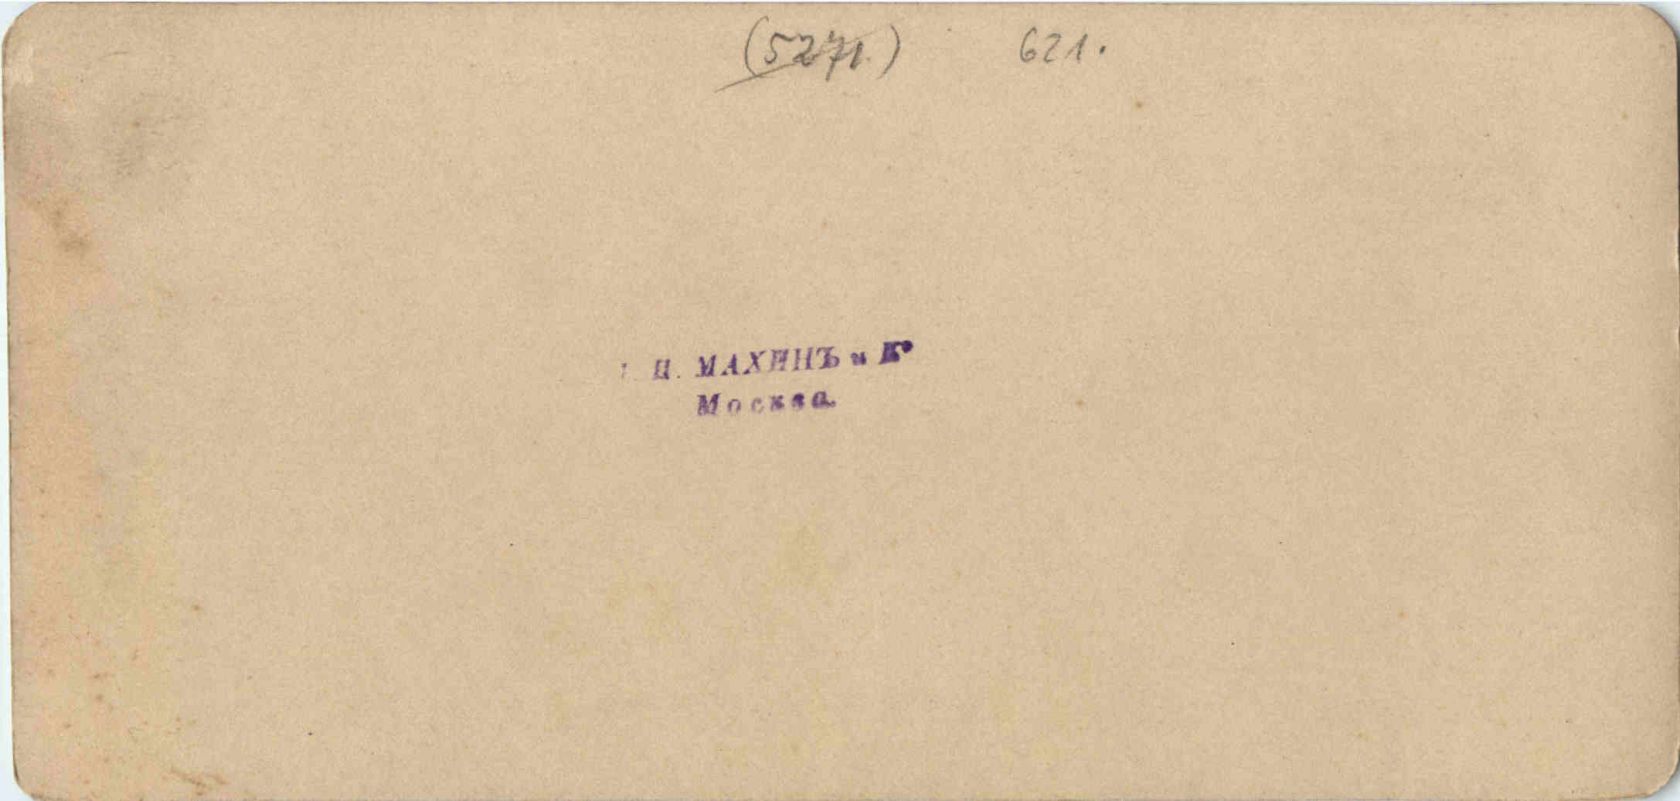 (5271.) 621.
П. МАХИНЪ и Ко
Москва.